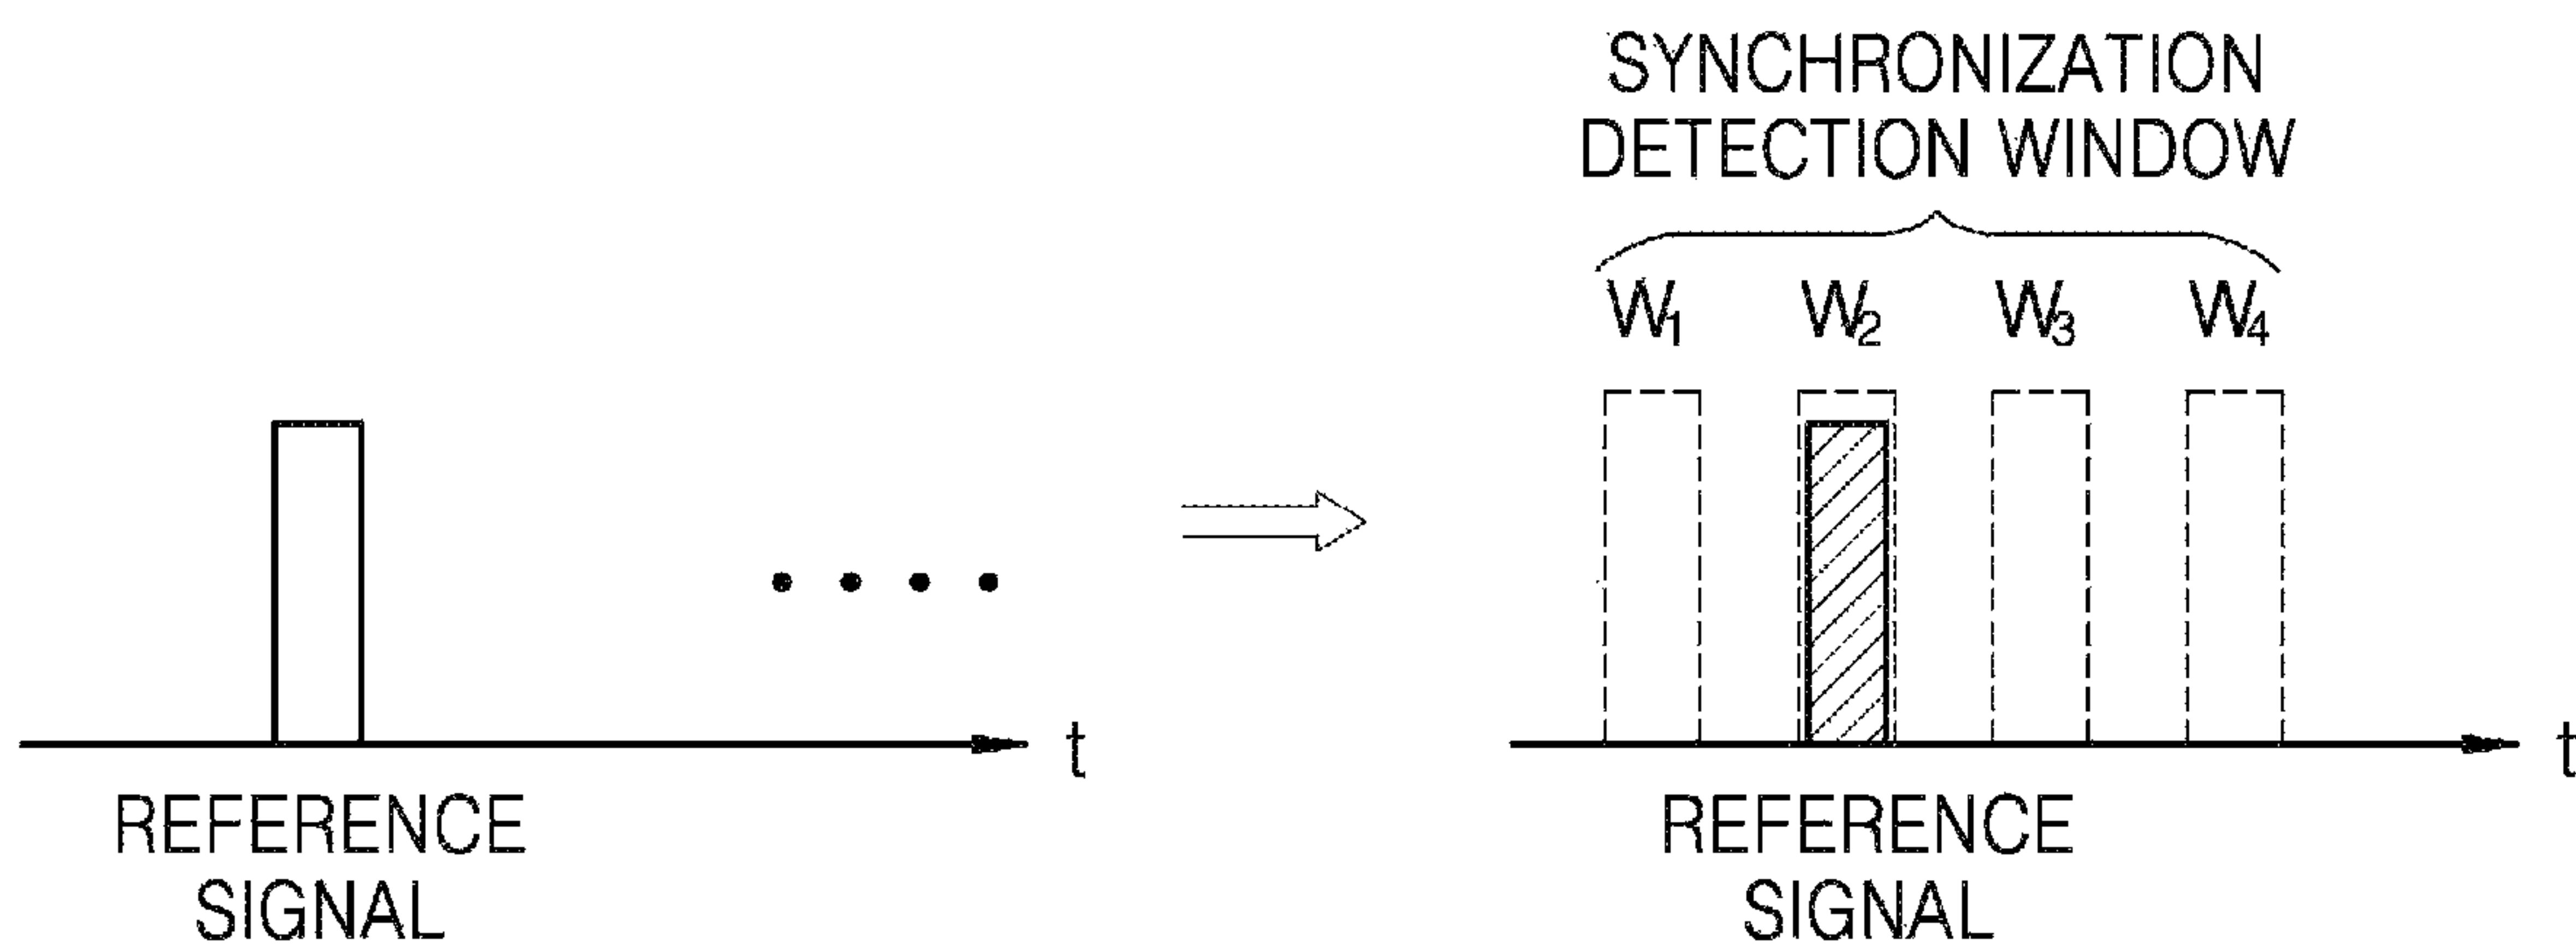 SYNCHRONIZATION
DETECTION WINDOW
W₁ W₂ W₃ W₄
t t
REFERENCE
SIGNAL
REFERENCE
SIGNAL